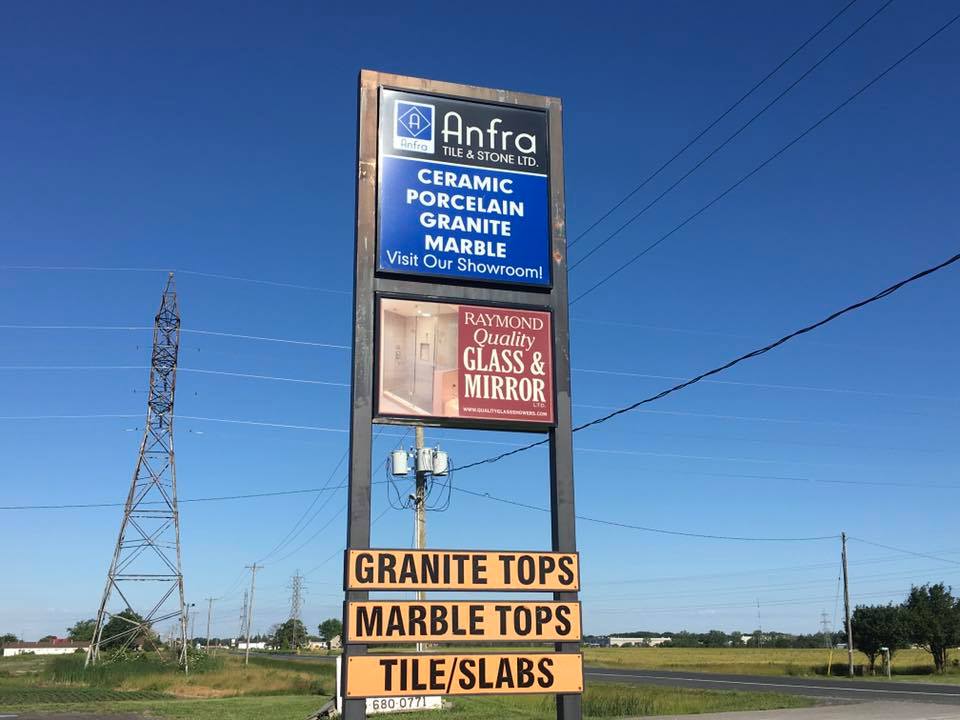 A
Anfra
Anfra
TILE & STONE LTD.
CERAMIC
PORCELAIN
GRANITE
MARBLE
Visit Our Showroom!
RAYMOND
Quality
GLASS &
MIRROR
LTD.
WWW.QUALITYGLASSSHOWERS.COM
GRANITE TOPS
MARBLE TOPS
TILE/SLABS
680-0771